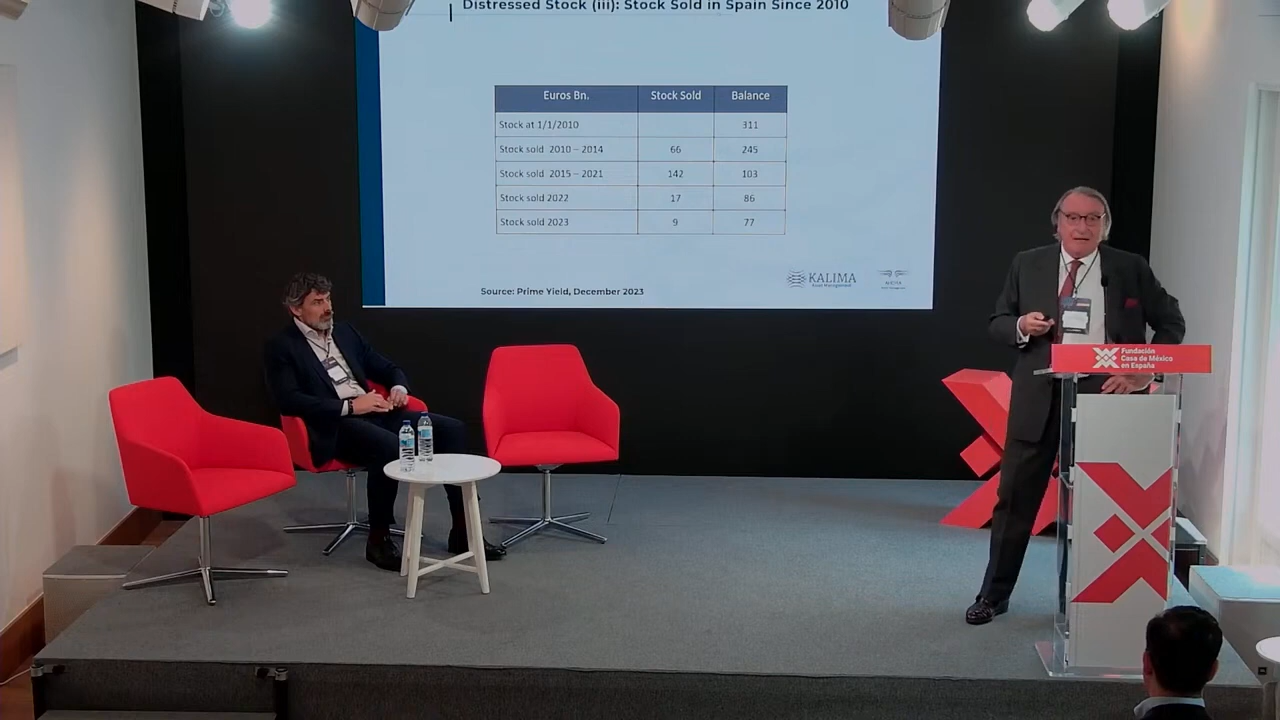 Distressed Stock (iii): Stock Sold in Spain Since 2010
Euros Bn. Stock Sold Balance
Stock at 1/1/2010 311
Stock sold 2010 – 2014 66 245
Stock sold 2015 – 2021 142 103
Stock sold 2022 17 86
Stock sold 2023 9 77
KALIMA
Asset Management
Source: Prime Yield, December 2023
Fundación
Casa de México
en España